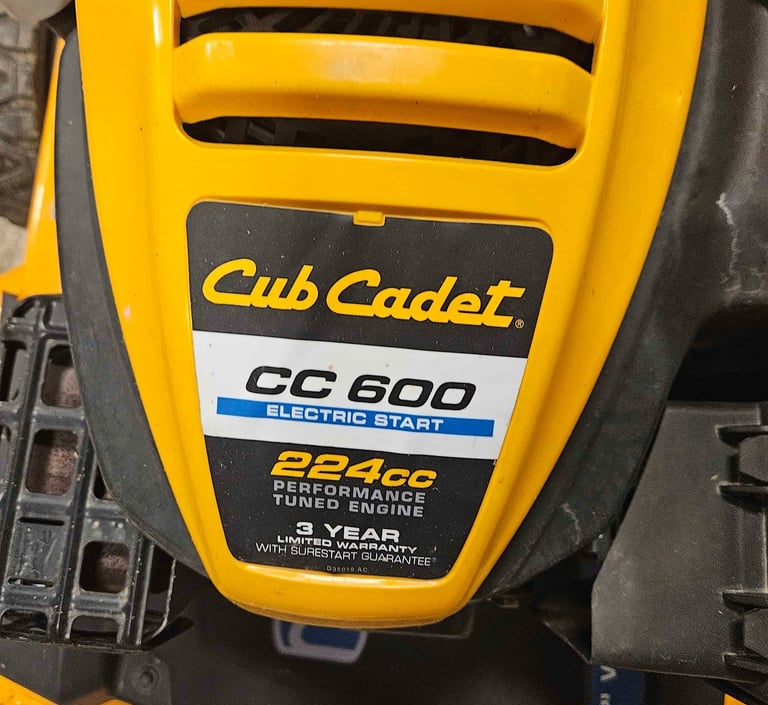 Cub Cadet®
CC 600
ELECTRIC START
224cc
PERFORMANCE
TUNED ENGINE
3 YEAR
LIMITED WARRANTY
WITH SURESTART GUARANTEE*